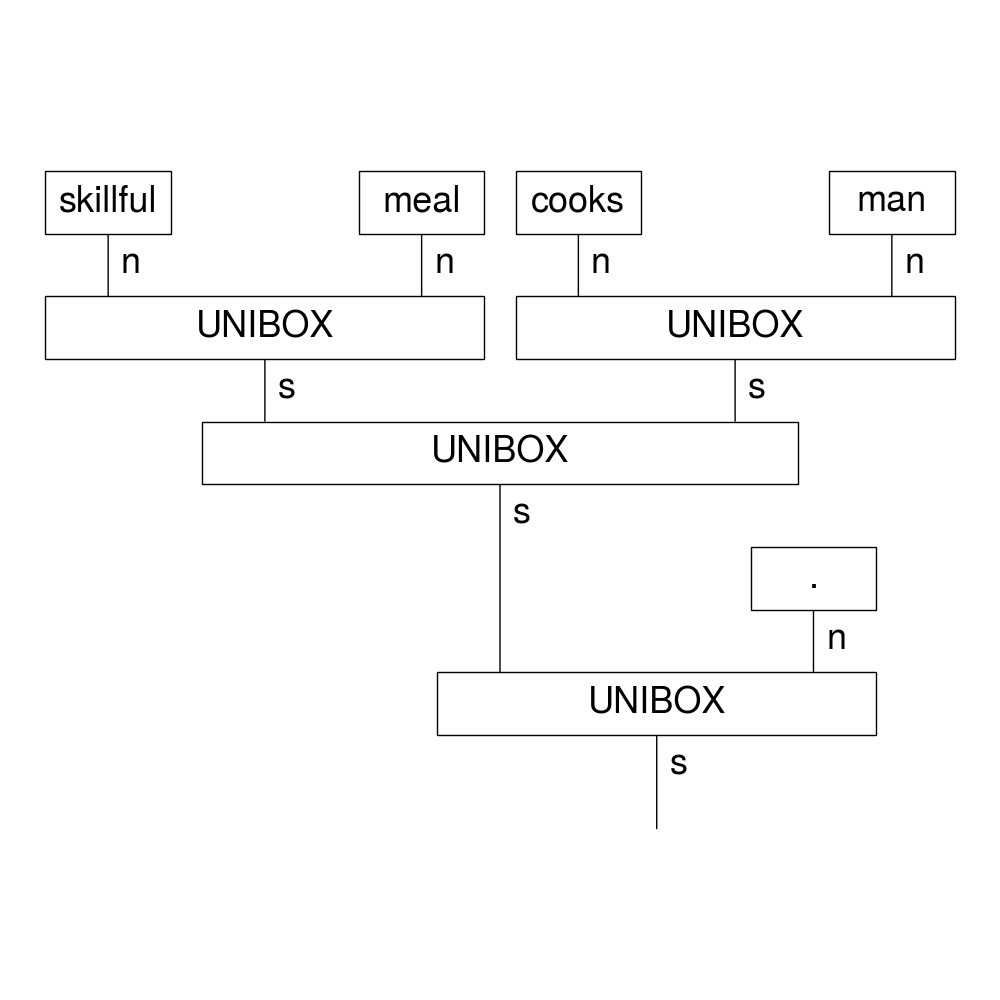 skillful meal cooks man
n n n n
UNIBOX UNIBOX
s s
UNIBOX
s
.
n
UNIBOX
s